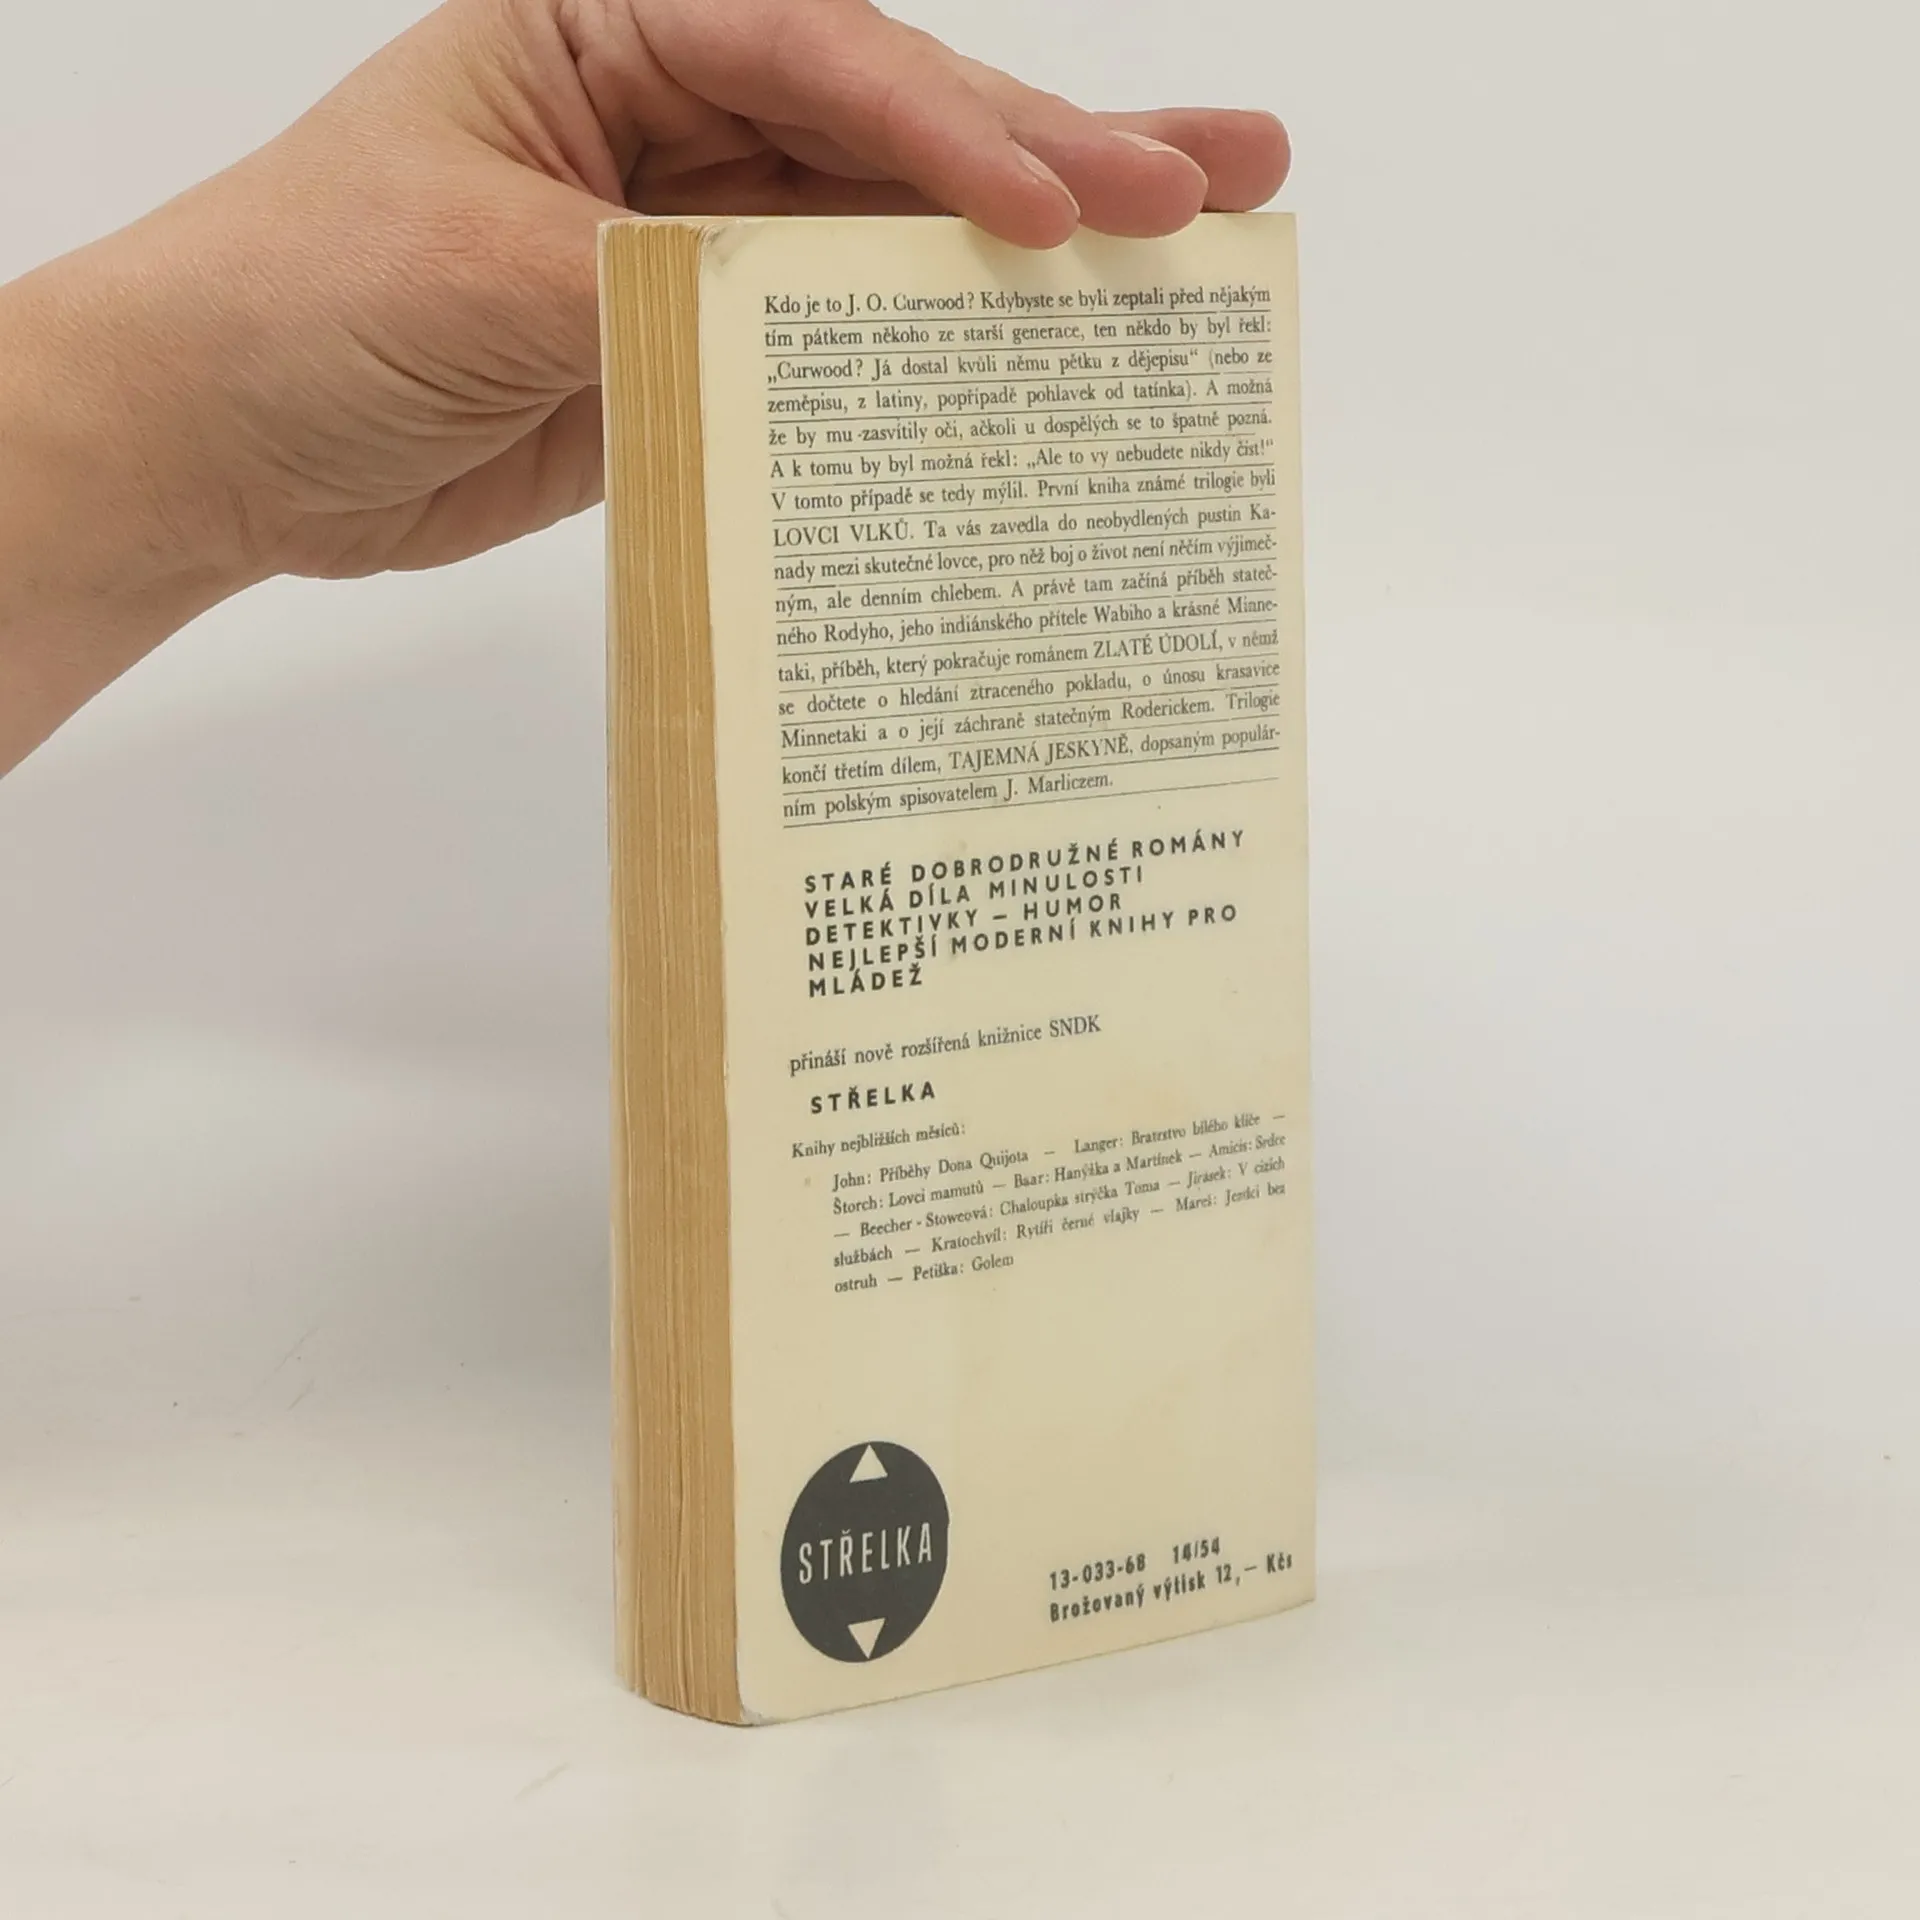 Kdo je to J. O. Curwood? Kdybyste se byli zeptali před nějakým
tím pátkem někoho ze starší generace, ten někdo by byl řekl:
„Curwood? Já dostal kvůli němu pětku z dějepisu“ (nebo ze
zeměpisu, z latiny, popřípadě pohlavek od tatínka). A možná
že by mu zasvítily oči, ačkoli u dospělých se to špatně pozná.
A k tomu by byl možná řekl: „Ale to vy nebudete nikdy číst!“
V tomto případě se tedy mýlil. První kniha známé trilogie byli
LOVCI VLKŮ. Ta vás zavedla do neobydlených pustin Ka-
nady mezi skutečné lovce, pro něž boj o život není něčím výjimeč-
ným, ale denním chlebem. A právě tam začíná příběh stateč-
ného Rodyho, jeho indiánského přítele Wabiho a krásné Minne-
taki, příběh, který pokračuje románem ZLATÉ ÚDOLÍ, v němž
se dočtete o hledání ztraceného pokladu, o únosu krasavice
Minnetaki a o její záchraně statečným Roderickem. Trilogie
končí třetím dílem, TAJEMNÁ JESKYNĚ, dopsaným populár-
ním polským spisovatelem J. Marliczem.
STARÉ DOBRODRUŽNÉ ROMÁNY
VELKÁ DÍLA MINULOSTI
DETEKTIVKY – HUMOR
NEJLEPŠÍ MODERNÍ KNIHY PRO
MLÁDEŽ
přináší nově rozšířená knižnice SNDK
STŘELKA
Knihy nejbližších měsíců:
John: Příběhy Dona Quijota — Langer: Bratrstvo bílého klíče —
Štorch: Lovci mamutů — Baar: Hanýžka a Martínek — Amicis: Srdce
— Beecher - Stoweová: Chaloupka strýčka Toma — Jirásek: V cizích
službách — Kratochvíl: Rytíři černé vlajky — Mareš: Jezdci bez
ostruh — Petiška: Golem
STŘELKA
13-033-68 14/54
Brožovaný výtisk 12,– Kčs